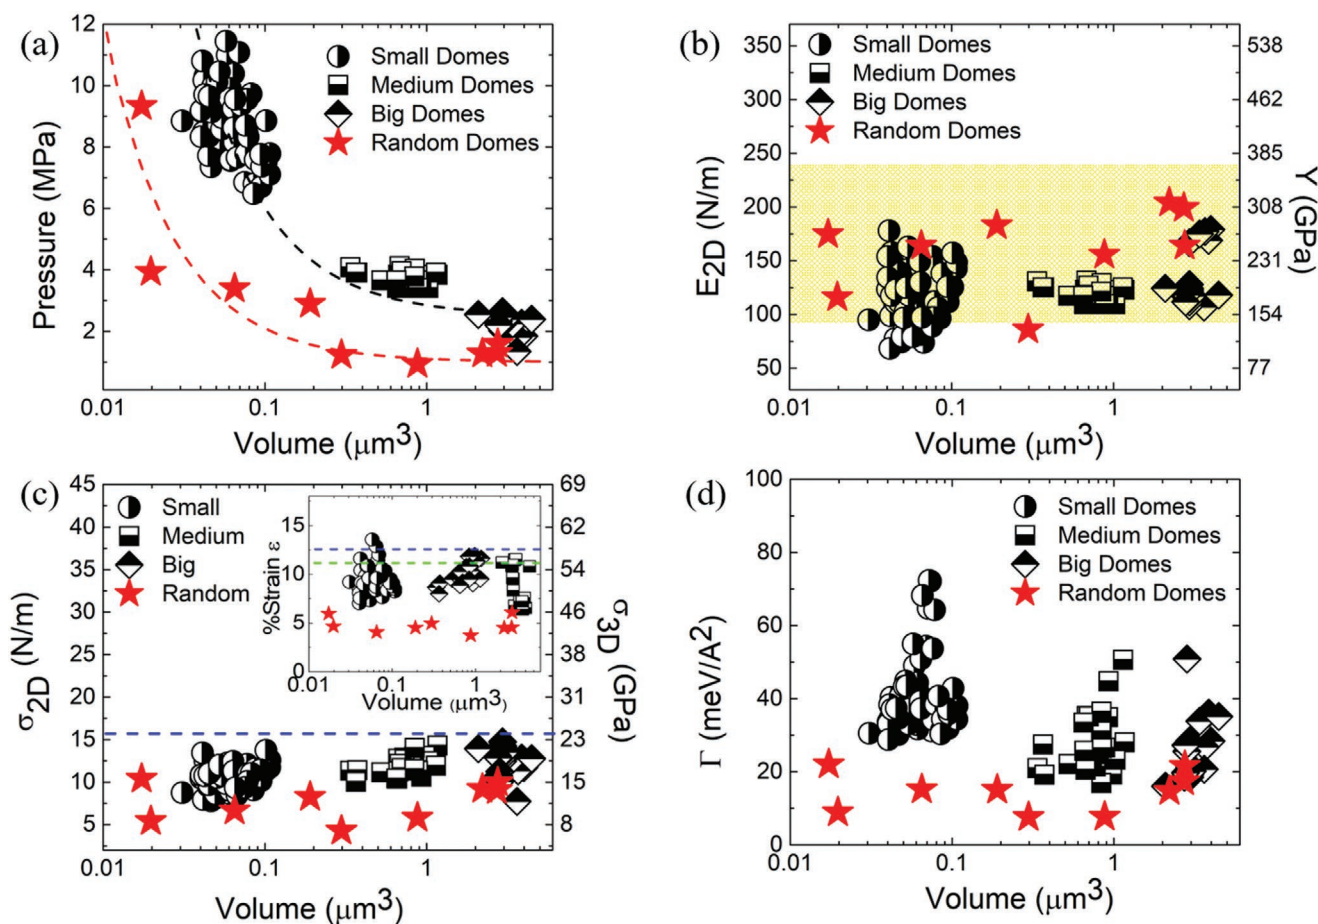 (a)
12
10
8
6
4
2
Pressure (MPa)
Small Domes
Medium Domes
Big Domes
Random Domes
0.01 0.1 1
Volume (μm³)
(b)
350
300
250
200
150
100
50
E2D (N/m)
Small Domes
Medium Domes
Big Domes
Random Domes
538
462
385
308
231
154
77
Y (GPa)
0.01 0.1 1
Volume (μm³)
(c)
45
40
35
30
25
20
15
10
5
σ2D (N/m)
Small
Medium
Big
Random
15
10
5
0
%Strain ε
0.01 0.1 1
Volume (μm³)
69
62
54
46
38
31
23
15
8
σ3D (GPa)
0.01 0.1 1
Volume (μm³)
(d)
100
80
60
40
20
0
Γ (meV/A²)
Small Domes
Medium Domes
Big Domes
Random Domes
0.01 0.1 1
Volume (μm³)